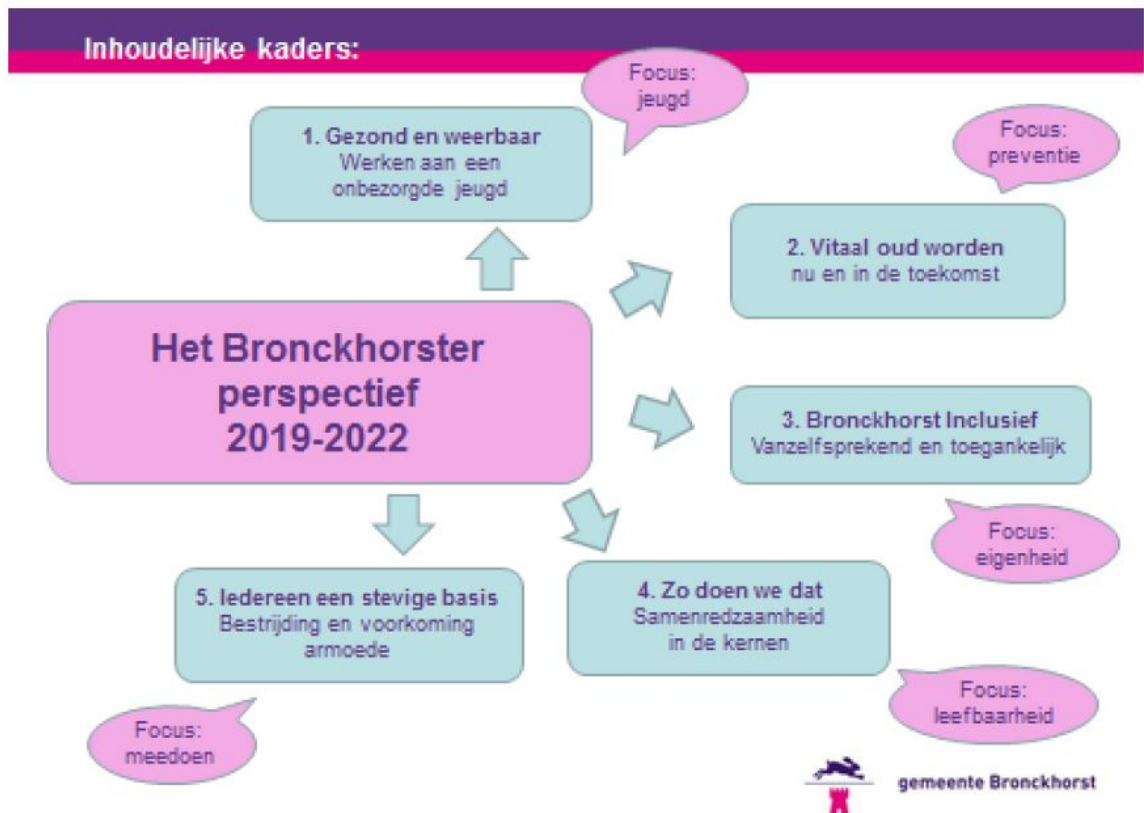 Inhoudelijke kaders:
Focus:
jeugd
1. Gezond en weerbaar
Werken aan een
onbezorgde jeugd
Focus:
preventie
2. Vitaal oud worden
nu en in de toekomst
Het Bronckhorster
perspectief
2019-2022
3. Bronckhorst Inclusief
Vanzelfsprekend en toegankelijk
Focus:
eigenheid
4. Zo doen we dat
Samenredzaamheid
in de kernen
Focus:
leefbaarheid
5. Iedereen een stevige basis
Bestrijding en voorkoming
armoede
Focus:
meedoen
gemeente Bronckhorst